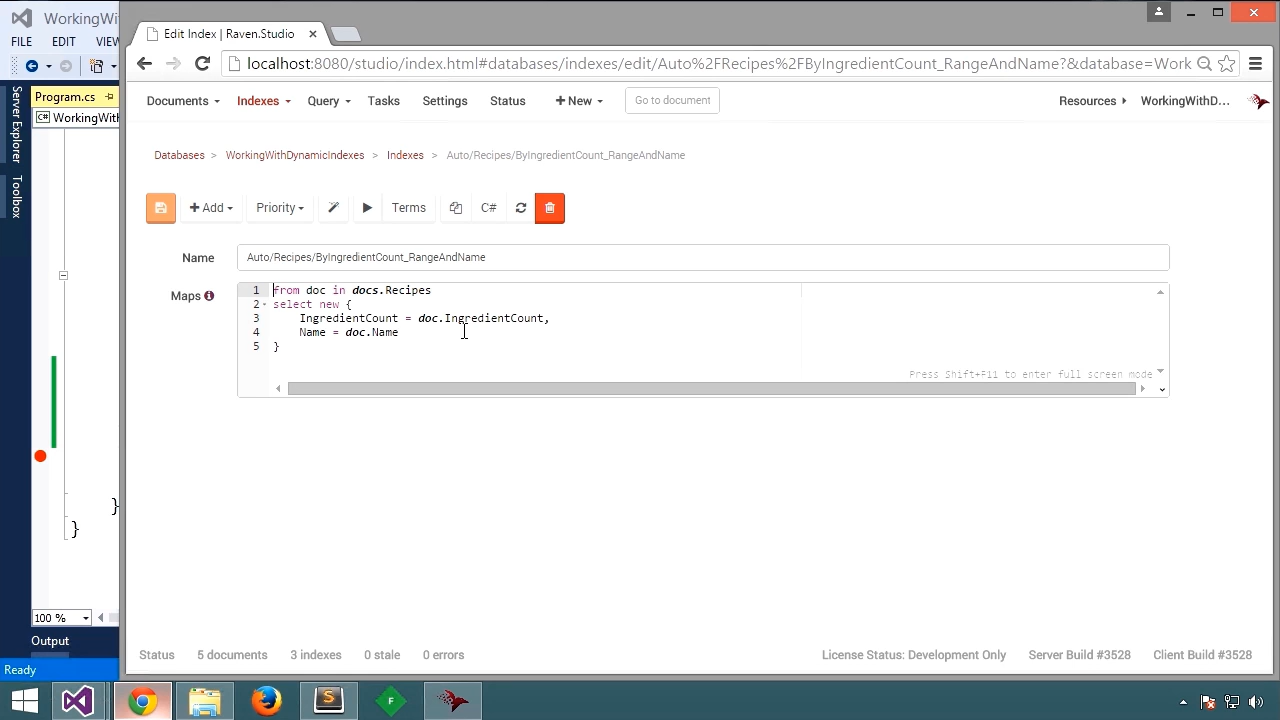 WorkingWit
FILE
EDIT
VIEW
Program.cs
C# WorkingWith
Server Explorer
Toolbox
}
}
100 %
Output
Ready
Edit Index | Raven.Studio
localhost:8080/studio/index.html#databases/indexes/edit/Auto%2FRecipes%2FByIngredientCount_RangeAndName?&database=Work
Documents
Indexes
Query
Tasks
Settings
Status
+ New
Go to document
Resources
WorkingWithD...
Databases > WorkingWithDynamicIndexes > Indexes > Auto/Recipes/ByIngredientCount_RangeAndName
+ Add
Priority
Terms
C#
Name
Auto/Recipes/ByIngredientCount_RangeAndName
Maps
1 from doc in docs.Recipes
2 select new {
3 IngredientCount = doc.IngredientCount,
4 Name = doc.Name
5 }
Press Shift+F11 to enter full screen mode
Status
5 documents
3 indexes
0 stale
0 errors
License Status: Development Only
Server Build #3528
Client Build #3528
S
F